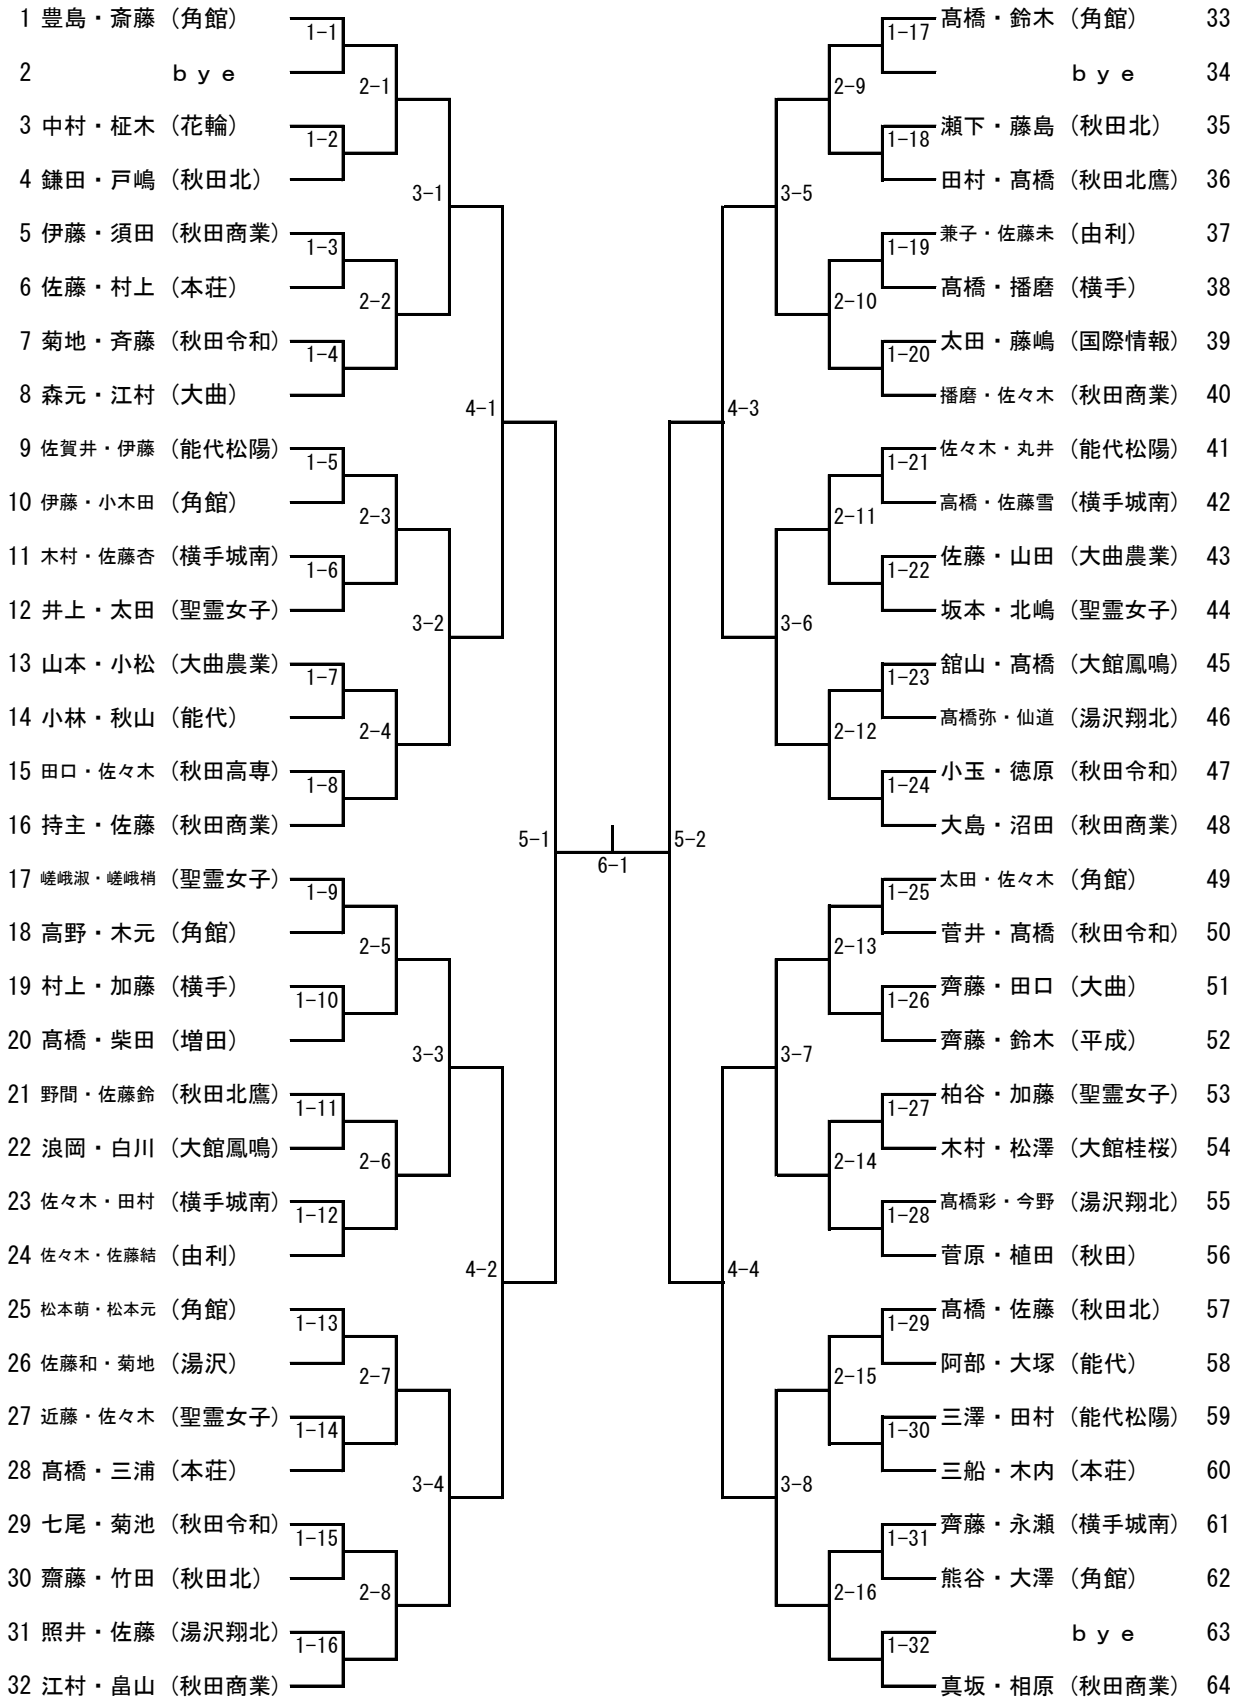 1 豊島・斎藤 (角館)
1-1
2 ｂｙｅ
2-1
3 中村・柾木 (花輪)
1-2
4 鎌田・戸嶋 (秋田北)
3-1
5 伊藤・須田 (秋田商業)
1-3
6 佐藤・村上 (本荘)
2-2
7 菊地・斉藤 (秋田令和)
1-4
8 森元・江村 (大曲)
4-1
9 佐賀井・伊藤 (能代松陽)
1-5
10 伊藤・小木田 (角館)
2-3
11 木村・佐藤杏 (横手城南)
1-6
12 井上・太田 (聖霊女子)
3-2
13 山本・小松 (大曲農業)
1-7
14 小林・秋山 (能代)
2-4
15 田口・佐々木 (秋田高専)
1-8
16 持主・佐藤 (秋田商業)
5-1
17 嵯峨淑・嵯峨梢 (聖霊女子)
1-9
18 高野・木元 (角館)
2-5
19 村上・加藤 (横手)
1-10
20 髙橋・柴田 (増田)
3-3
21 野間・佐藤鈴 (秋田北鷹)
1-11
22 浪岡・白川 (大館鳳鳴)
2-6
23 佐々木・田村 (横手城南)
1-12
24 佐々木・佐藤結 (由利)
4-2
25 松本萌・松本元 (角館)
1-13
26 佐藤和・菊地 (湯沢)
2-7
27 近藤・佐々木 (聖霊女子)
1-14
28 髙橋・三浦 (本荘)
3-4
29 七尾・菊池 (秋田令和)
1-15
30 齋藤・竹田 (秋田北)
2-8
31 照井・佐藤 (湯沢翔北)
1-16
32 江村・畠山 (秋田商業)
6-1
髙橋・鈴木 (角館) 33
1-17
ｂｙｅ 34
2-9
瀬下・藤島 (秋田北) 35
1-18
田村・髙橋 (秋田北鷹) 36
3-5
兼子・佐藤未 (由利) 37
1-19
髙橋・播磨 (横手) 38
2-10
太田・藤嶋 (国際情報) 39
1-20
播磨・佐々木 (秋田商業) 40
4-3
佐々木・丸井 (能代松陽) 41
1-21
高橋・佐藤雪 (横手城南) 42
2-11
佐藤・山田 (大曲農業) 43
1-22
坂本・北嶋 (聖霊女子) 44
3-6
舘山・髙橋 (大館鳳鳴) 45
1-23
髙橋弥・仙道 (湯沢翔北) 46
2-12
小玉・徳原 (秋田令和) 47
1-24
大島・沼田 (秋田商業) 48
5-2
太田・佐々木 (角館) 49
1-25
菅井・髙橋 (秋田令和) 50
2-13
齊藤・田口 (大曲) 51
1-26
齊藤・鈴木 (平成) 52
3-7
柏谷・加藤 (聖霊女子) 53
1-27
木村・松澤 (大館桂桜) 54
2-14
髙橋彩・今野 (湯沢翔北) 55
1-28
菅原・植田 (秋田) 56
4-4
髙橋・佐藤 (秋田北) 57
1-29
阿部・大塚 (能代) 58
2-15
三澤・田村 (能代松陽) 59
1-30
三船・木内 (本荘) 60
3-8
齊藤・永瀬 (横手城南) 61
1-31
熊谷・大澤 (角館) 62
2-16
ｂｙｅ 63
1-32
真坂・相原 (秋田商業) 64